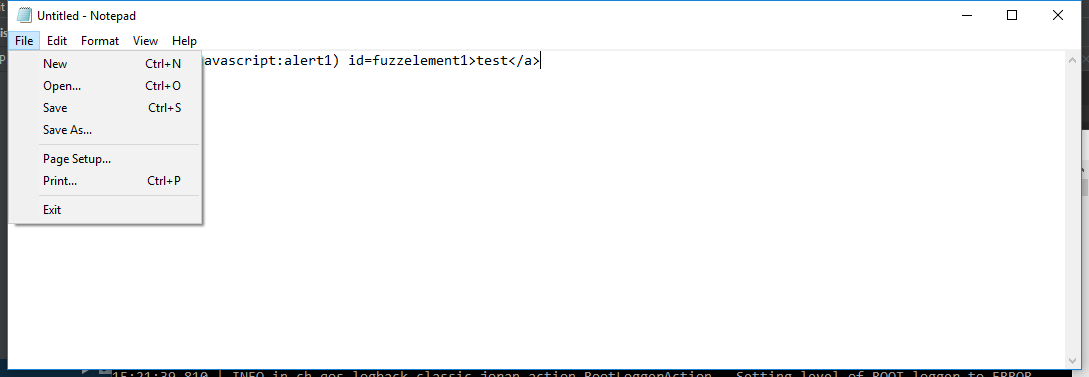 Untitled - Notepad
File Edit Format View Help
avascript:alert1) id=fuzzelement1>test</a>
New Ctrl+N
Open... Ctrl+O
Save Ctrl+S
Save As...
Page Setup...
Print... Ctrl+P
Exit
15:21:39.810 | INFO in ch.qos.logback.classic.joran.action.RootLoggerAction - Setting level of ROOT logger to ERROR